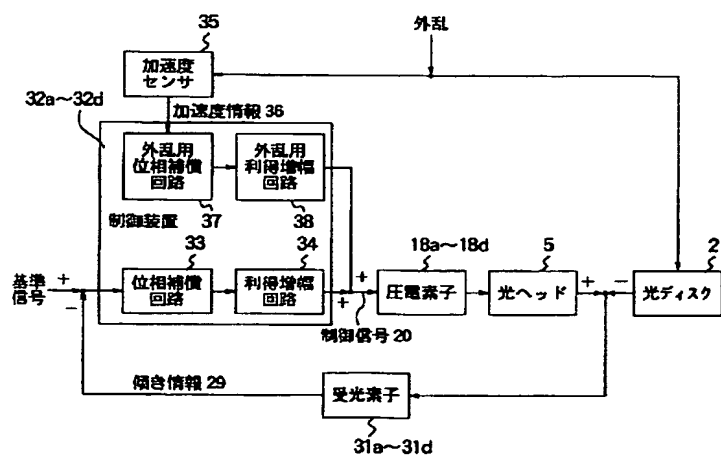 35
外乱
加速度
センサ
32a～32d
加速度情報 36
外乱用
位相補償
回路
外乱用
利得増幅
回路
制御装置
37
38
33
34
18a～18d
5
2
基準
信号
+
−
位相補償
回路
利得増幅
回路
+
+
圧電素子
光ヘッド
+
−
光ディスク
制御信号 20
傾き情報 29
受光素子
31a～31d